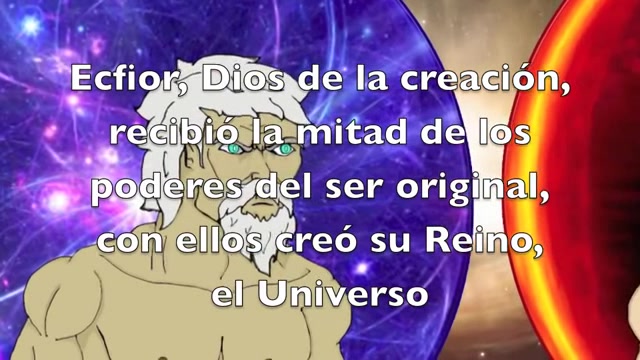 Ecfior, Dios de la creación,
recibió la mitad de los
poderes del ser original,
con ellos creó su Reino,
el Universo